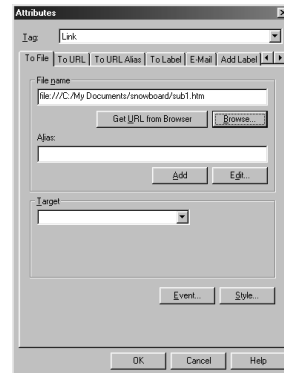 Attributes
Tag: Link
To File To URL To URL Alias To Label E-Mail Add Label
File name
file:///C:/My Documents/snowboard/sub1.htm
Get URL from Browser Browse...
Alias:
Add Edit...
Target
Event... Style...
OK Cancel Help